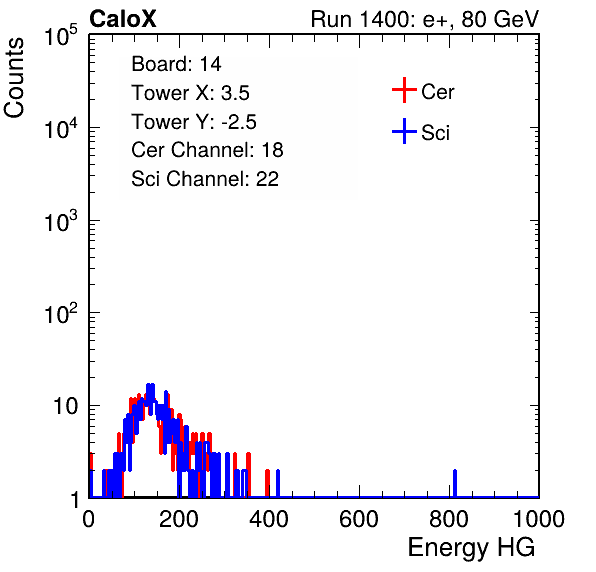 CaloX Run 1400: e+, 80 GeV
Counts
Board: 14
Tower X: 3.5
Tower Y: -2.5
Cer Channel: 18
Sci Channel: 22
Cer
Sci
10^5
10^4
10^3
10^2
10
1
0 200 400 600 800 1000
Energy HG